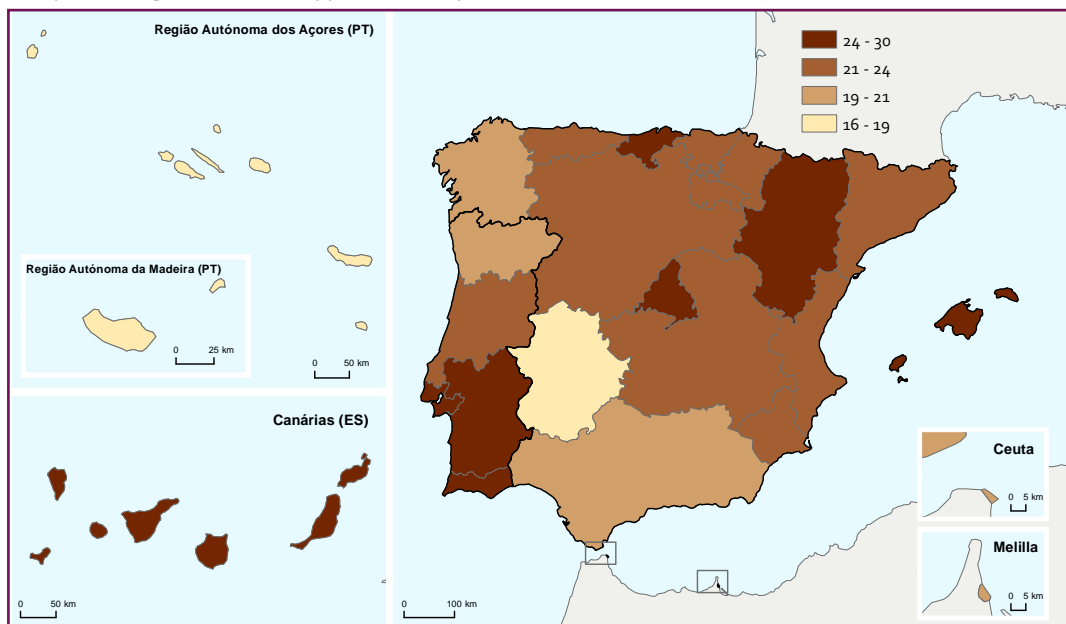 Região Autónoma dos Açores (PT)
24 - 30
21 - 24
19 - 21
16 - 19
Região Autónoma da Madeira (PT)
0 25 km
0 50 km
Canárias (ES)
0 50 km
0 100 km
Ceuta
0 5 km
Melilla
0 5 km